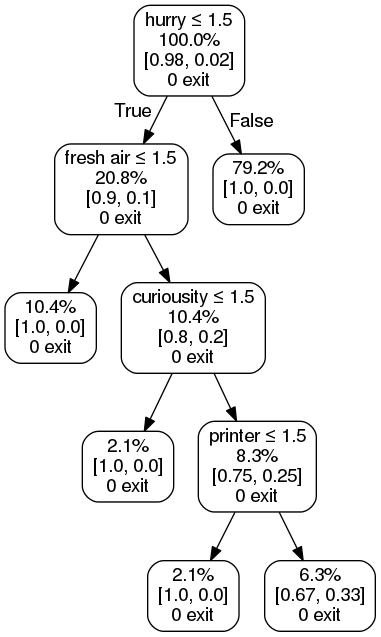 hurry ≤ 1.5
100.0%
[0.98, 0.02]
0 exit
True
False
fresh air ≤ 1.5
20.8%
[0.9, 0.1]
0 exit
79.2%
[1.0, 0.0]
0 exit
10.4%
[1.0, 0.0]
0 exit
curiousity ≤ 1.5
10.4%
[0.8, 0.2]
0 exit
2.1%
[1.0, 0.0]
0 exit
printer ≤ 1.5
8.3%
[0.75, 0.25]
0 exit
2.1%
[1.0, 0.0]
0 exit
6.3%
[0.67, 0.33]
0 exit